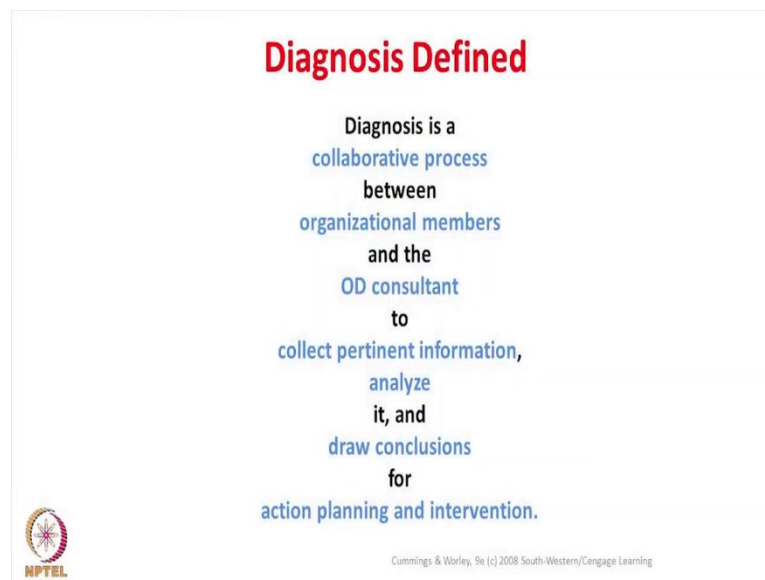 Diagnosis Defined
Diagnosis is a
collaborative process
between
organizational members
and the
OD consultant
to
collect pertinent information,
analyze
it, and
draw conclusions
for
action planning and intervention.
Cummings & Worley, 9e (c) 2008 South-Western/Cengage Learning
NPTEL